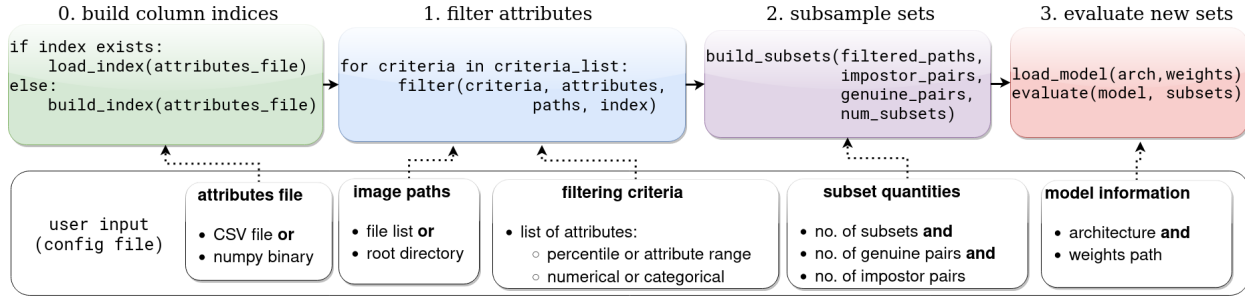 0. build column indices
if index exists:
load_index(attributes_file)
else:
build_index(attributes_file)
1. filter attributes
for criteria in criteria_list:
filter(criteria, attributes,
paths, index)
2. subsample sets
build_subsets(filtered_paths,
impostor_pairs,
genuine_pairs,
num_subsets)
3. evaluate new sets
load_model(arch,weights)
evaluate(model, subsets)
user input
(config file)
attributes file
• CSV file or
• numpy binary
image paths
• file list or
• root directory
filtering criteria
• list of attributes:
○ percentile or attribute range
○ numerical or categorical
subset quantities
• no. of subsets and
• no. of genuine pairs and
• no. of impostor pairs
model information
• architecture and
• weights path